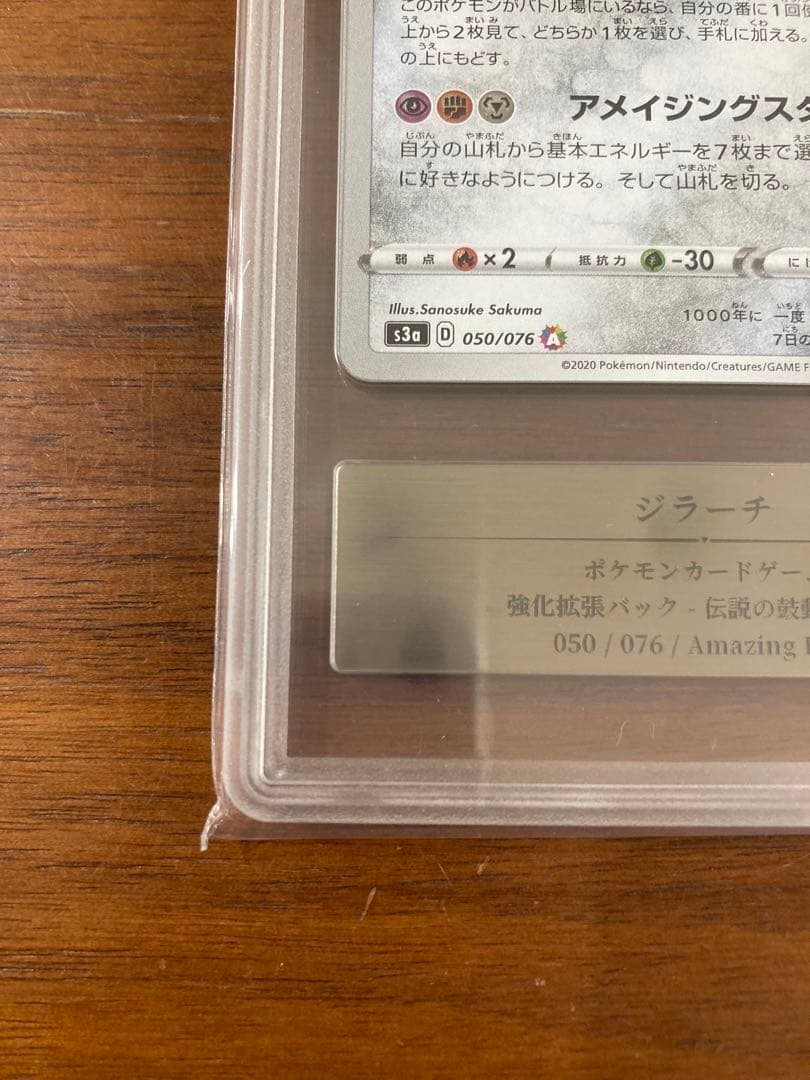 このポケモンがバトル場にいるなら、自分の番に1回使
上から2枚見て、どちらか1枚を選び、手札に加える。
の上にもどす。
アメイジングスタ
自分の山札から基本エネルギーを7枚まで選
に好きなようにつける。そして山札を切る。
弱点 ×2 抵抗力 -30 にげ
Illus.Sanosuke Sakuma
s3a D 050/076 A
1000年に 一度
7日の
©2020 Pokémon/Nintendo/Creatures/GAME F
ジラーチ
ポケモンカードゲー
強化拡張パック - 伝説の鼓動
050 / 076 / Amazing